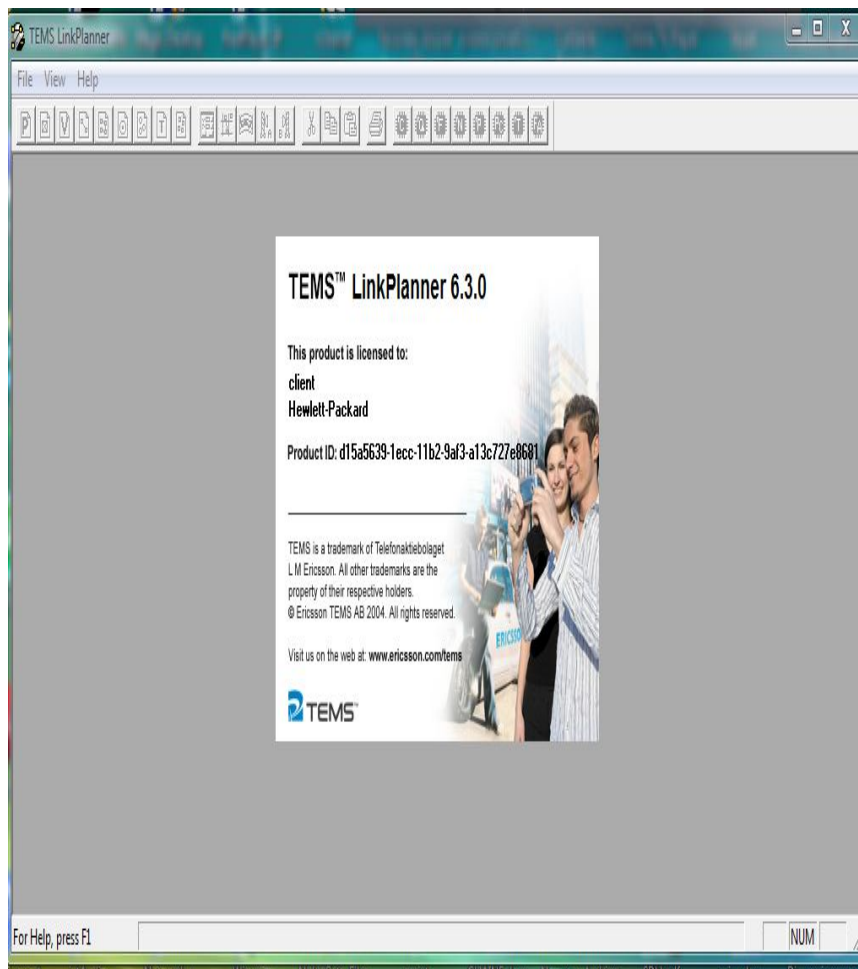 TEMS LinkPlanner
File View Help
TEMS™ LinkPlanner 6.3.0
This product is licensed to:
client
Hewlett-Packard
Product ID: d15a5639-1ecc-11b2-9af3-a13c727e8681
TEMS is a trademark of Telefonaktiebolaget
L M Ericsson. All other trademarks are the
property of their respective holders.
© Ericsson TEMS AB 2004. All rights reserved.
ERICSSON
Visit us on the web at: www.ericsson.com/tems
TEMS™
For Help, press F1
NUM